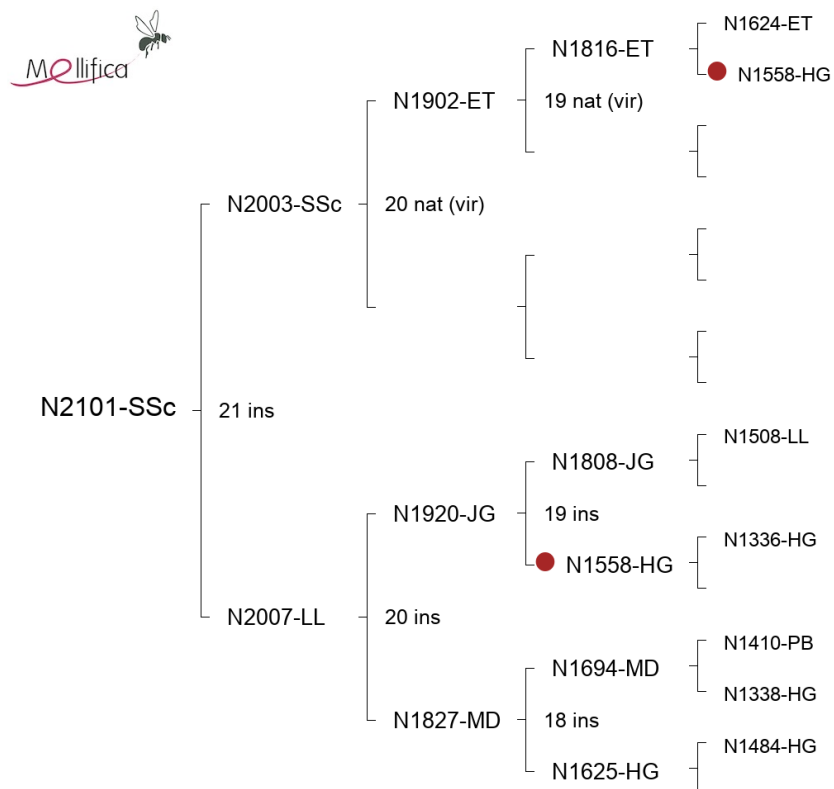 Mellifica
N1624-ET
N1816-ET
N1558-HG
N1902-ET
19 nat (vir)
N2003-SSc
20 nat (vir)
N2101-SSc
21 ins
N1508-LL
N1808-JG
N1920-JG
19 ins
N1336-HG
N1558-HG
N2007-LL
20 ins
N1410-PB
N1694-MD
N1338-HG
N1827-MD
18 ins
N1484-HG
N1625-HG